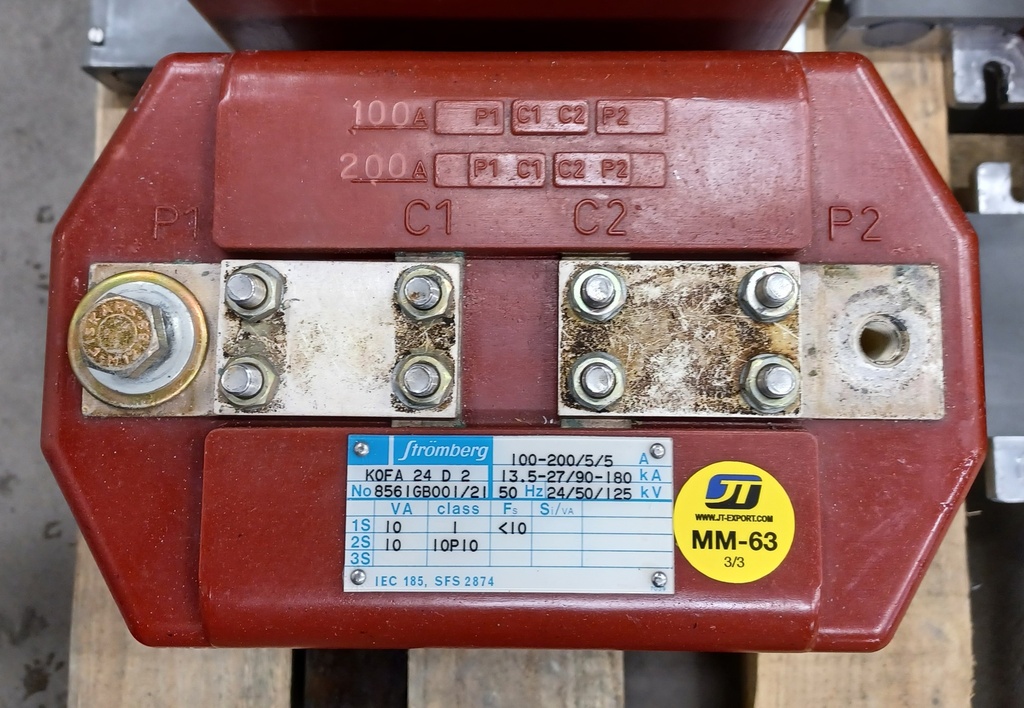 100A P1 C1 C2 P2
200A P1 C1 C2 P2
P1 C1 C2 P2
Strömberg
100-200/5/5 A
KOFA 24 D 2 13.5-27/90-180 kA
No 8561GB001/21 50 Hz 24/50/125 kV
VA class Fs Si/VA
1S 10 1 <10
2S 10 10P10
3S
IEC 185, SFS 2874
JT
WWW.JT-EXPORT.COM
MM-63
3/3